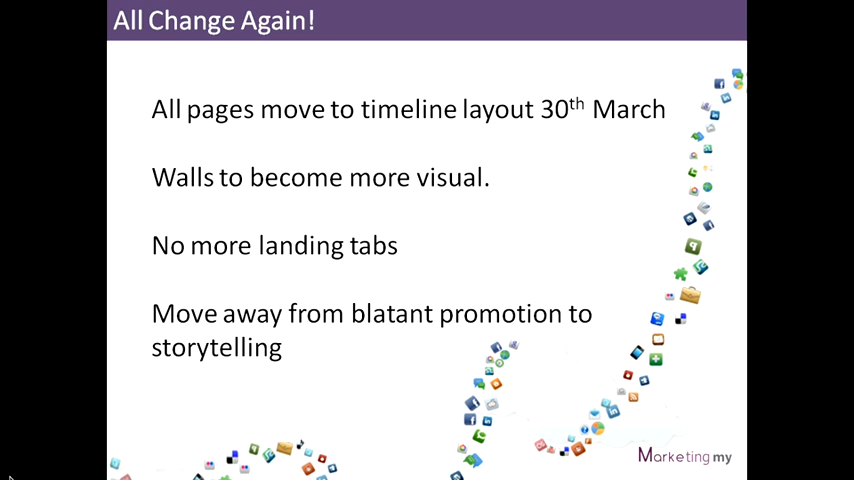 All Change Again!
All pages move to timeline layout 30th March
Walls to become more visual.
No more landing tabs
Move away from blatant promotion to
storytelling
Marketing my